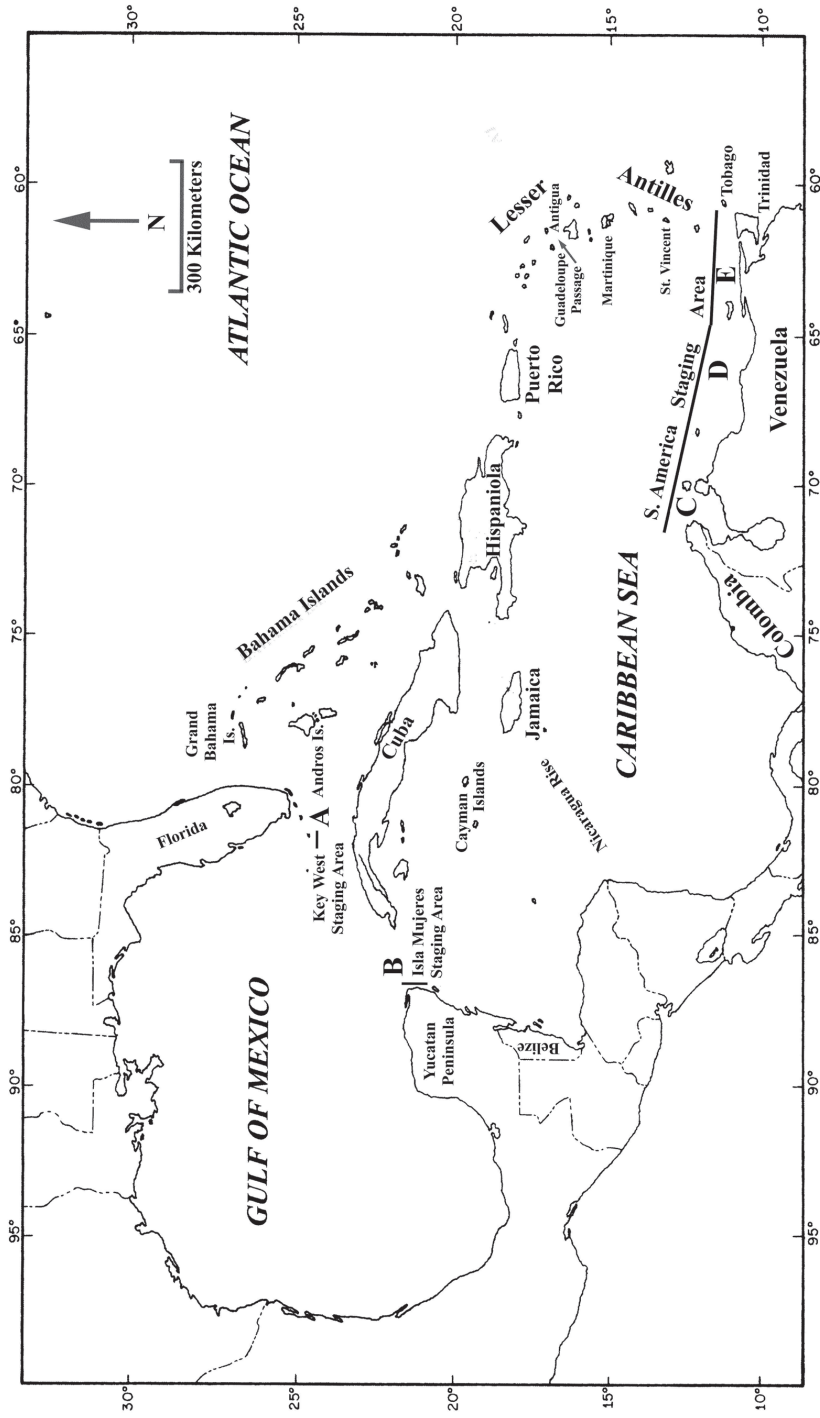 95°
90°
85°
80°
75°
70°
65°
60°
30°
25°
20°
15°
10°
N
300 Kilometers
ATLANTIC OCEAN
GULF OF MEXICO
Florida
Grand
Bahama
Is.
Bahama Islands
Key West
Staging Area
A
Andros Is.
B
Isla Mujeres
Staging Area
Yucatan
Peninsula
Belize
Cuba
Cayman
Islands
Jamaica
Nicaragua Rise
Hispaniola
Puerto
Rico
Lesser
Antilles
Antigua
Guadeloupe
Passage
Martinique
St. Vincent
CARIBBEAN SEA
S. America Staging Area
C
D
E
Tobago
Trinidad
Colombia
Venezuela
30°
25°
20°
15°
10°
95°
90°
85°
80°
75°
70°
65°
60°